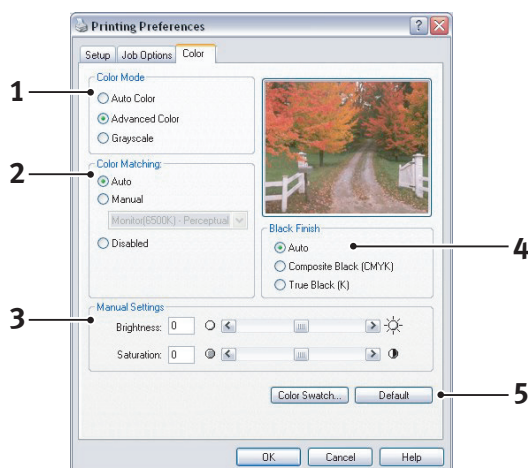 Printing Preferences
Setup Job Options Color
1
Color Mode
Auto Color
Advanced Color
Grayscale
2
Color Matching:
Auto
Manual
Monitor(6500K) - Perceptual
Disabled
Black Finish
Auto
4
Composite Black (CMYK)
True Black (K)
3
Manual Settings
Brightness: 0
Saturation: 0
Color Swatch... Default
5
OK Cancel Help